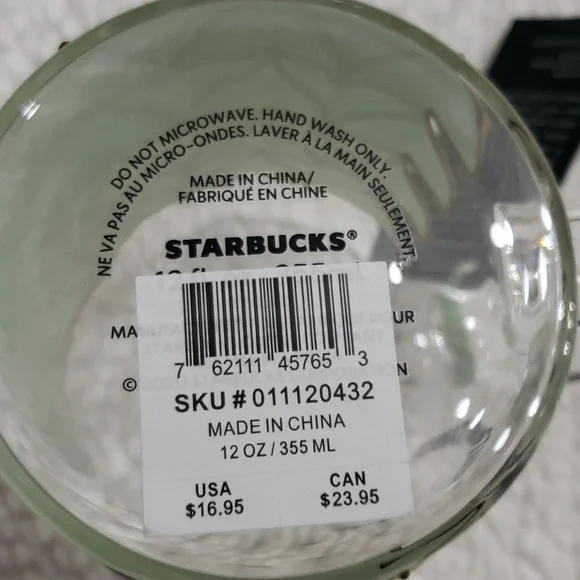 DO NOT MICROWAVE. HAND WASH ONLY.
NE VA PAS AU MICRO-ONDES. LAVER À LA MAIN SEULEMENT.
MADE IN CHINA/
FABRIQUÉ EN CHINE
STARBUCKS®
7 62111 45765 3
SKU # 011120432
MADE IN CHINA
12 OZ / 355 ML
USA CAN
$16.95 $23.95